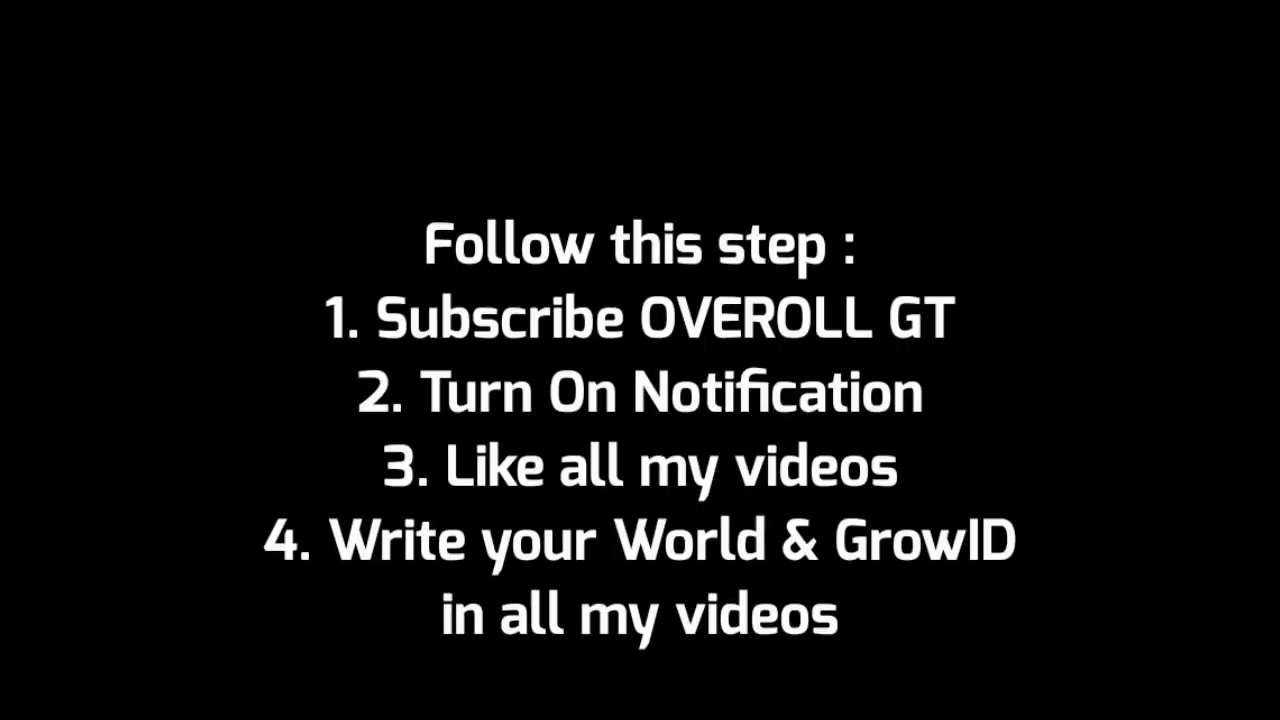 Follow this step :
1. Subscribe OVEROLL GT
2. Turn On Notification
3. Like all my videos
4. Write your World & GrowID
in all my videos